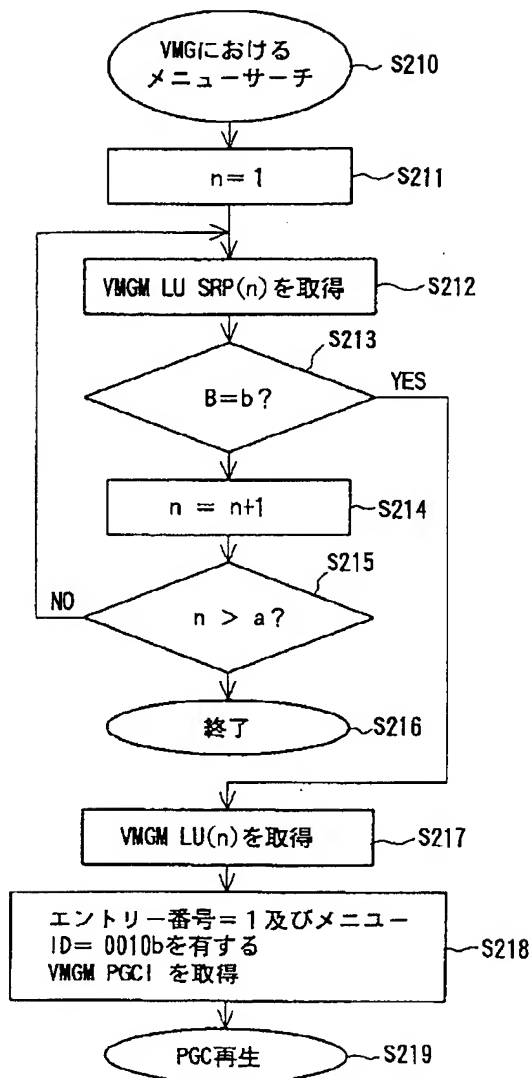 VMGにおける
メニューサーチ
S210
n=1
S211
VMGM LU SRP(n)を取得
S212
S213
B=b?
YES
n = n+1
S214
S215
NO
n > a?
終了
S216
VMGM LU(n)を取得
S217
エントリー番号=1及びメニュー
ID=0010bを有する
VMGM PGCI を取得
S218
PGC再生
S219